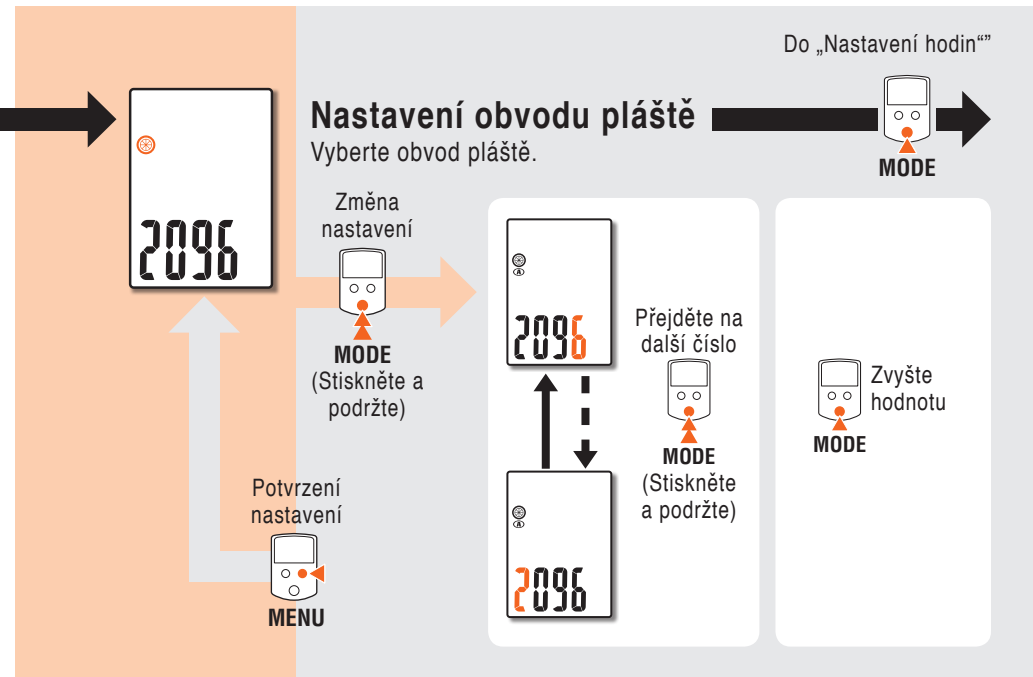 Do „Nastavení hodin“”
MODE
2096
Nastavení obvodu pláště
Vyberte obvod pláště.
Změna
nastavení
MODE
(Stiskněte a
podržte)
Potvrzení
nastavení
MENU
A
2096
A
2096
Přejděte na
další číslo
MODE
(Stiskněte
a podržte)
Zvyšte
hodnotu
MODE